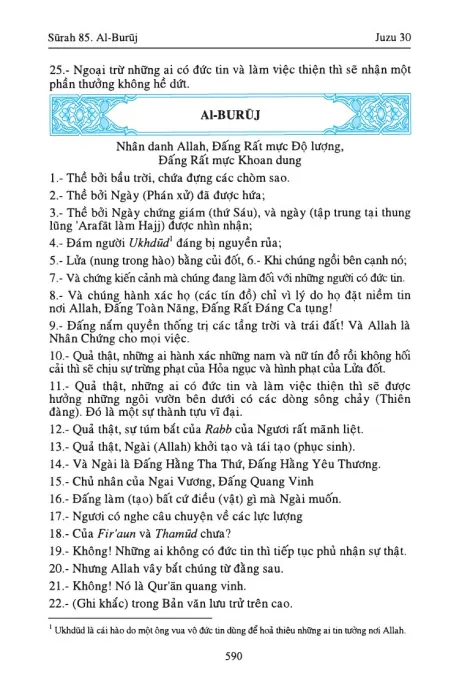 Sūrah 85. Al-Burūj
Juzu 30
25.- Ngoại trừ những ai có đức tin và làm việc thiện thì sẽ nhận một
phần thưởng không hề dứt.
Al-BURŪJ
Nhân danh Allah, Đấng Rất mực Độ lượng,
Đấng Rất mực Khoan dung
1.- Thề bởi bầu trời, chứa đựng các chòm sao.
2.- Thề bởi Ngày (Phán xử) đã được hứa;
3.- Thề bởi Ngày chứng giám (thứ Sáu), và ngày (tập trung tại thung
lũng 'Arafāt làm Hajj) được nhìn nhận;
4.- Đám người Ukhdūd¹ đáng bị nguyền rủa;
5.- Lửa (nung trong hào) bằng củi đốt, 6.- Khi chúng ngồi bên cạnh nó;
7.- Và chứng kiến cảnh mà chúng đang làm đối với những người có đức tin.
8.- Và chúng hành xác họ (các tín đồ) chỉ vì lý do họ đặt niềm tin
nơi Allah, Đấng Toàn Năng, Đấng Rất Đáng Ca tụng!
9.- Đấng nắm quyền thống trị các tầng trời và trái đất! Và Allah là
Nhân Chứng cho mọi việc.
10.- Quả thật, những ai hành xác những nam và nữ tín đồ rồi không hối
cải thì sẽ chịu sự trừng phạt của Hỏa ngục và hình phạt của Lửa đốt.
11.- Quả thật, những ai có đức tin và làm việc thiện thì sẽ được
hưởng những ngôi vườn bên dưới có các dòng sông chảy (Thiên
đàng). Đó là một sự thành tựu vĩ đại.
12.- Quả thật, sự túm bắt của Rabb của Ngươi rất mãnh liệt.
13.- Quả thật, Ngài (Allah) khởi tạo và tái tạo (phục sinh).
14.- Và Ngài là Đấng Hằng Tha Thứ, Đấng Hằng Yêu Thương.
15.- Chủ nhân của Ngai Vương, Đấng Quang Vinh
16.- Đấng làm (tạo) bất cứ điều (vật) gì mà Ngài muốn.
17.- Ngươi có nghe câu chuyện về các lực lượng
18.- Của Fir'aun và Thamūd chưa?
19.- Không! Những ai không có đức tin thì tiếp tục phủ nhận sự thật.
20.- Nhưng Allah vây bắt chúng từ đằng sau.
21.- Không! Nó là Qur'ān quang vinh.
22.- (Ghi khắc) trong Bản văn lưu trữ trên cao.
¹ Ukhdūd là cái hào do một ông vua vô đức tin dùng để hoả thiêu những ai tin tưởng nơi Allah.
590